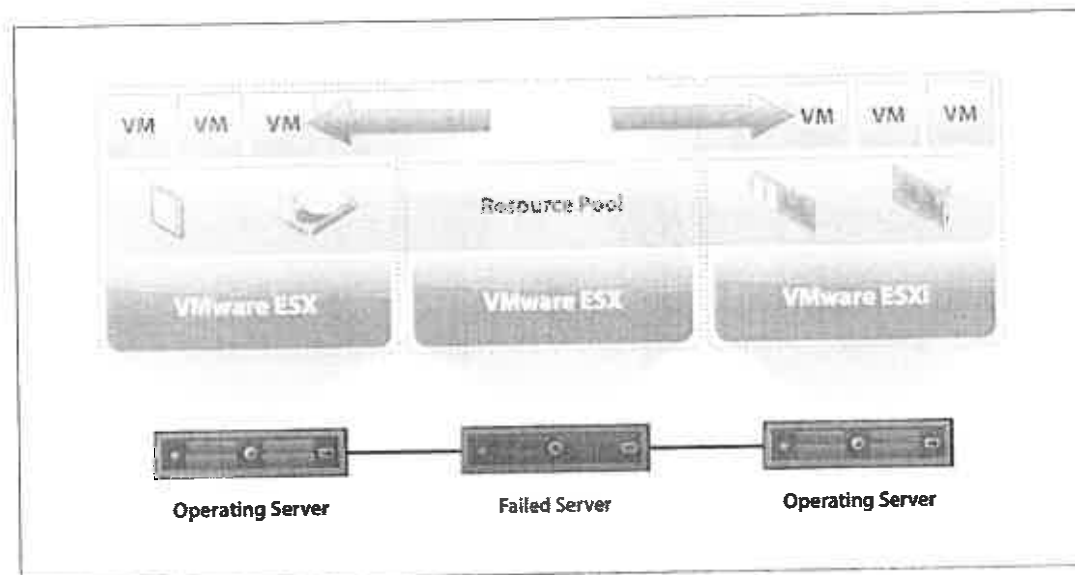 VM VM VM VM VM VM
Resource Pool
VMware ESX VMware ESX VMware ESXi
Operating Server Failed Server Operating Server